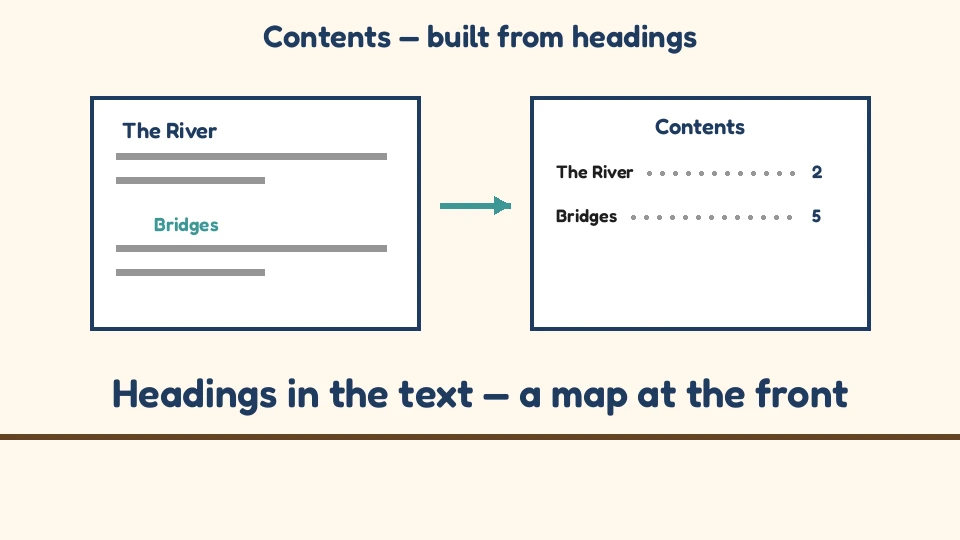 Contents — built from headings
The River
Bridges
Contents
The River 2
Bridges 5
Headings in the text — a map at the front